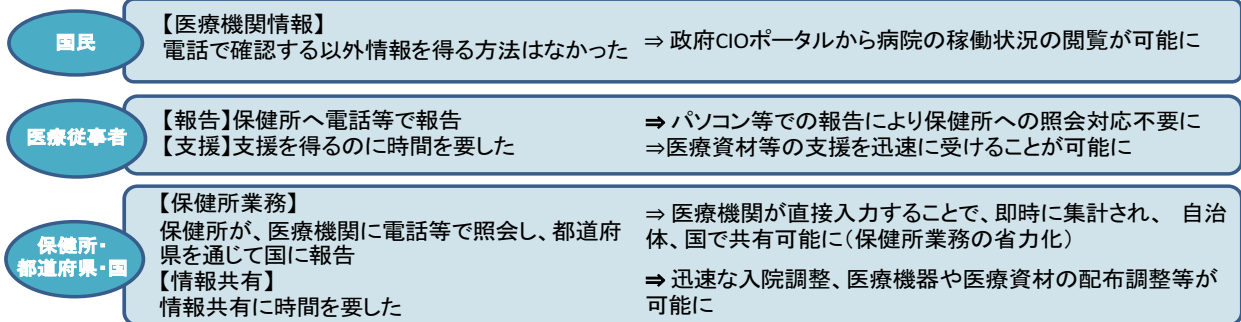 国民
【医療機関情報】
電話で確認する以外情報を得る方法はなかった
⇒ 政府CIOポータルから病院の稼働状況の閲覧が可能に
医療従事者
【報告】保健所へ電話等で報告
【支援】支援を得るのに時間を要した
⇒ パソコン等での報告により保健所への照会対応不要に
⇒医療資材等の支援を迅速に受けることが可能に
保健所・
都道府県・国
【保健所業務】
保健所が、医療機関に電話等で照会し、都道府
県を通じて国に報告
【情報共有】
情報共有に時間を要した
⇒ 医療機関が直接入力することで、即時に集計され、 自治
体、国で共有可能に（保健所業務の省力化）
⇒ 迅速な入院調整、医療機器や医療資材の配布調整等が
可能に